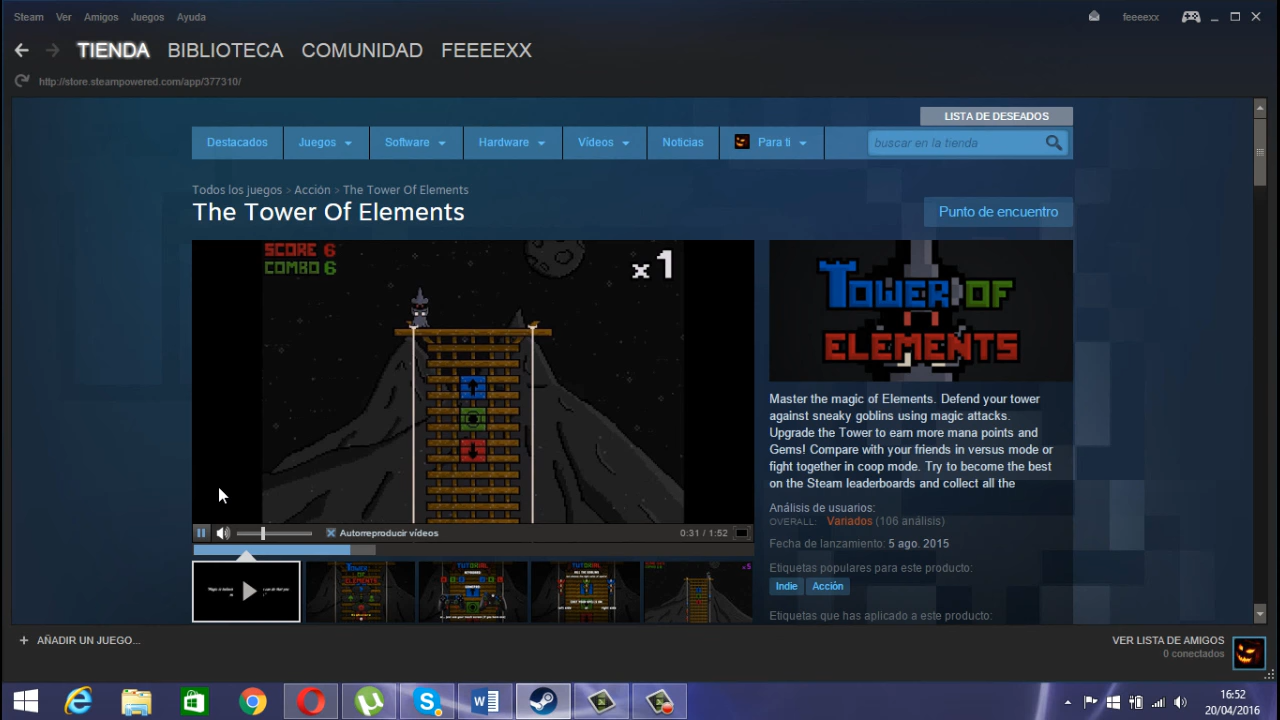 Steam Ver Amigos Juegos Ayuda
feeeexx
TIENDA BIBLIOTECA COMUNIDAD FEEEEXX
http://store.steampowered.com/app/377310/
LISTA DE DESEADOS
Destacados Juegos Software Hardware Vídeos Noticias Para ti
buscar en la tienda
Todos los juegos > Acción > The Tower Of Elements
The Tower Of Elements
Punto de encuentro
SCORE 6
COMBO 6
x 1
TOWER OF
ELEMENTS
Master the magic of Elements. Defend your tower
against sneaky goblins using magic attacks.
Upgrade the Tower to earn more mana points and
Gems! Compare with your friends in versus mode or
fight together in coop mode. Try to become the best
on the Steam leaderboards and collect all the
Análisis de usuarios:
OVERALL: Variados (106 análisis)
Autorreproducir vídeos
0:31 / 1:52
Fecha de lanzamiento: 5 ago. 2015
Etiquetas populares para este producto:
Indie Acción
Etiquetas que has aplicado a este producto:
TOWER OF
ELEMENTS
TUTORIAL
TUTORIAL
x5
+ AÑADIR UN JUEGO...
VER LISTA DE AMIGOS
0 conectados
16:52
20/04/2016